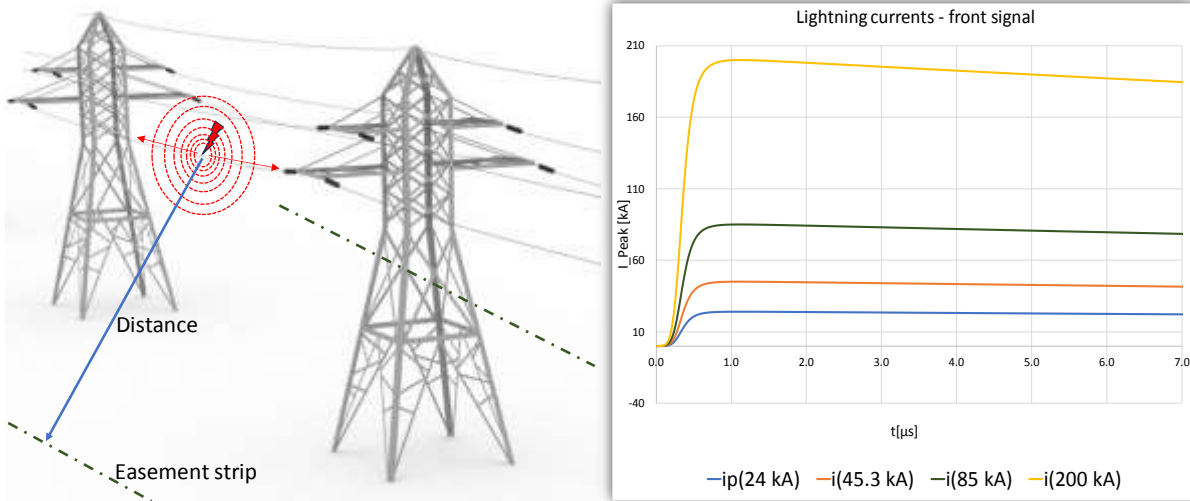 Distance
Easement strip
Lightning currents - front signal
I_Peak [kA]
210
160
110
60
10
-40
0.0 1.0 2.0 3.0 4.0 5.0 6.0 7.0
t[µs]
ip(24 kA) i(45.3 kA) i(85 kA) i(200 kA)